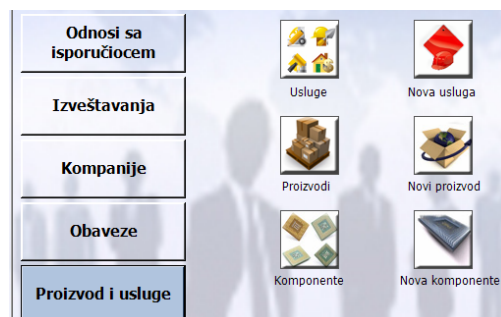 Odnosi sa
isporučiocem
Izveštavanja
Kompanije
Obaveze
Proizvod i usluge
Usluge
Nova usluga
Proizvodi
Novi proizvod
Komponente
Nova komponente